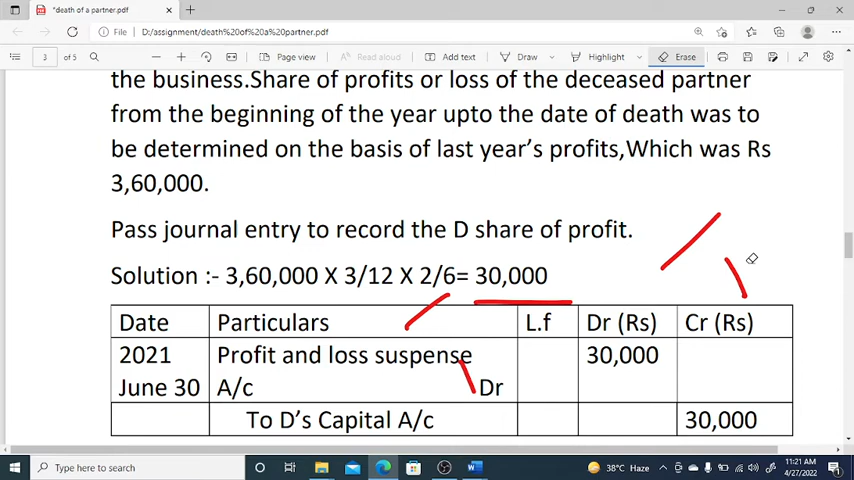 *death of a partner.pdf
File
D:/assignment/death%20of%20a%20partner.pdf
3 of 5
Page view
Read aloud
Add text
Draw
Highlight
Erase
the business.Share of profits or loss of the deceased partner
from the beginning of the year upto the date of death was to
be determined on the basis of last year's profits,Which was Rs
3,60,000.
Pass journal entry to record the D share of profit.
Solution :- 3,60,000 X 3/12 X 2/6= 30,000
Date Particulars L.f Dr (Rs) Cr (Rs)
2021 Profit and loss suspense 30,000
June 30 A/c Dr
To D's Capital A/c 30,000
Type here to search
38°C Haze
11:21 AM
4/27/2022